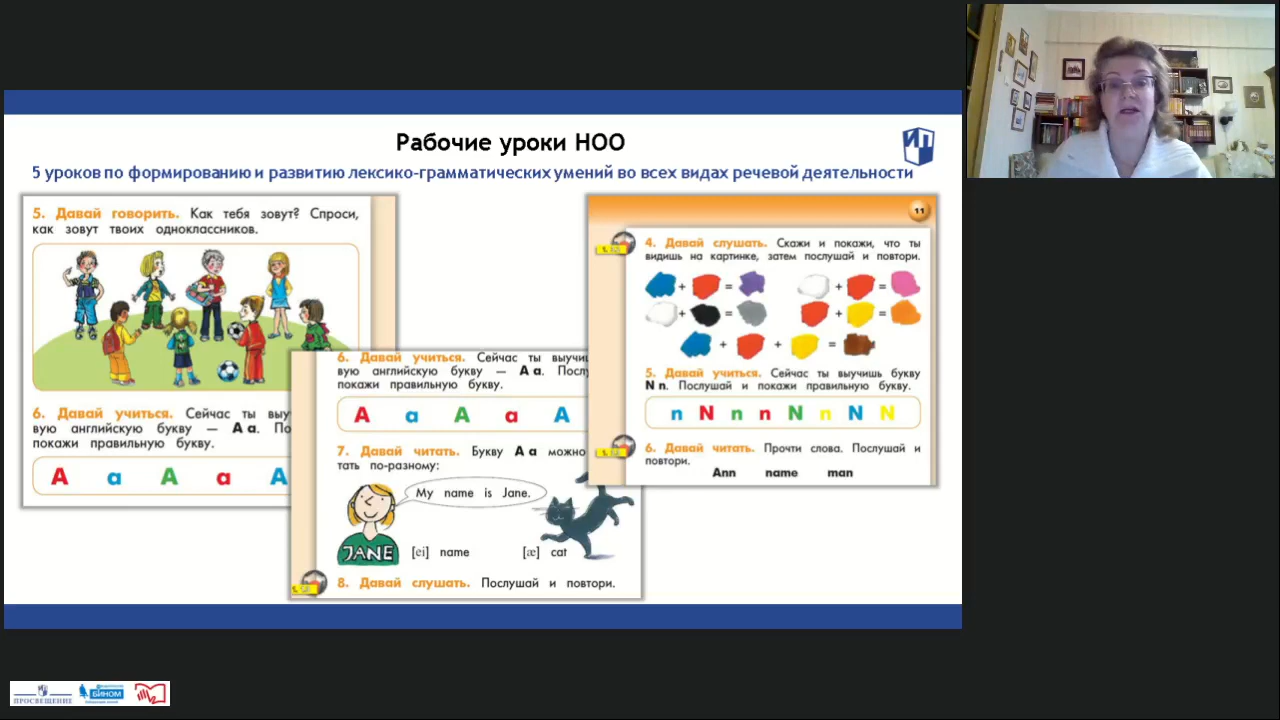 Рабочие уроки НОО
5 уроков по формированию и развитию лексико-грамматических умений во всех видах речевой деятельности
5. Давай говорить. Как тебя зовут? Спроси,
как зовут твоих одноклассников.
6. Давай учиться. Сейчас ты выу
вую английскую букву — A a. По
покажи правильную букву.
A a A a A
6. Давай учиться. Сейчас ты выучи
вую английскую букву — A a. Послу
покажи правильную букву.
A a A a A
7. Давай читать. Букву A a можно
тать по-разному:
My name is Jane.
JANE
[ei] name [æ] cat
8. Давай слушать. Послушай и повтори.
11
4. Давай слушать. Скажи и покажи, что ты
видишь на картинке, затем послушай и повтори.
+ = + =
+ = + =
+ + =
5. Давай учиться. Сейчас ты выучишь букву
N n. Послушай и покажи правильную букву.
n N n n N n N N
6. Давай читать. Прочти слова. Послушай и
повтори.
Ann name man
ПРОСВЕЩЕНИЕ
БИНОМ